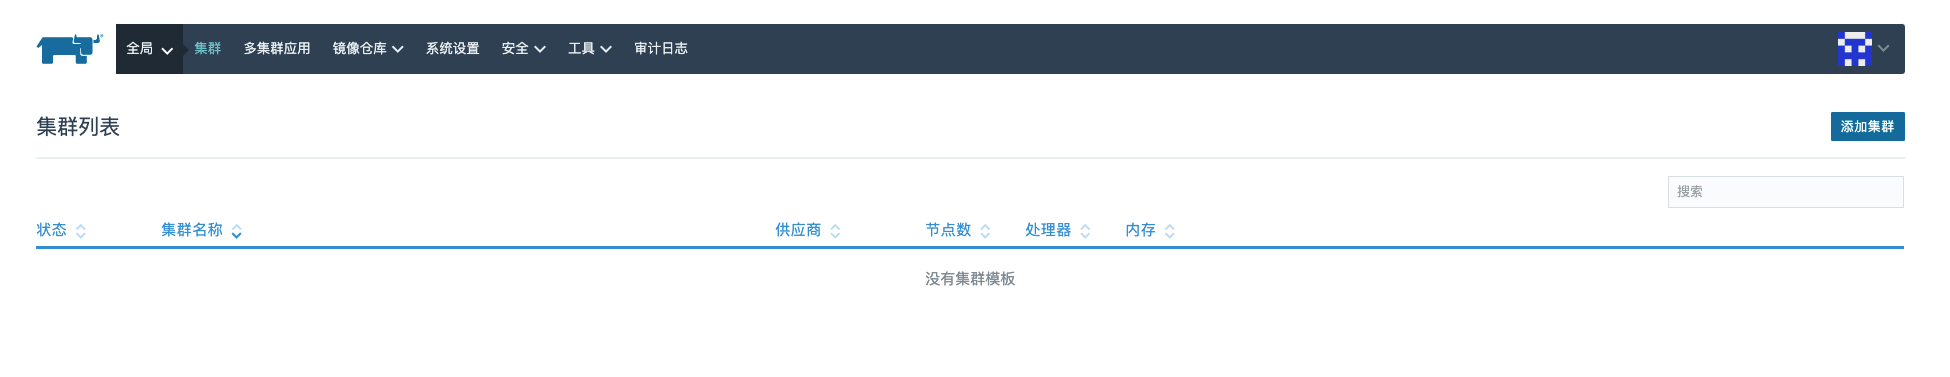 全局 集群 多集群应用 镜像仓库 系统设置 安全 工具 审计日志
集群列表 添加集群
搜索
状态 集群名称 供应商 节点数 处理器 内存
没有集群模板